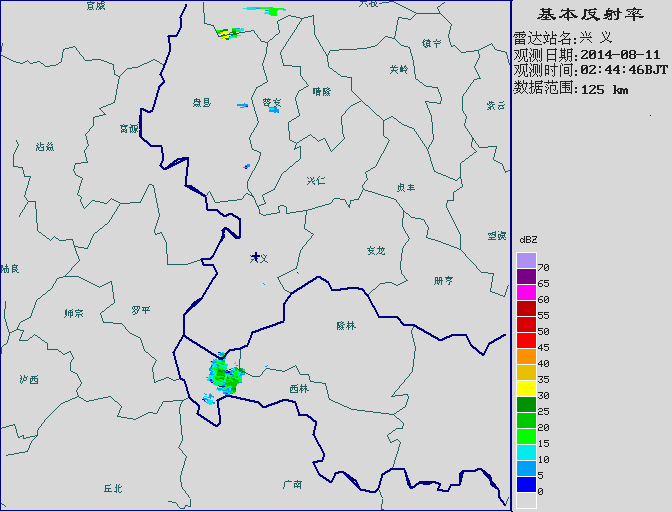 宣威
兴役
基本反射率
雷达站名:兴 义
观测日期:2014-08-11
观测时间:02:44:46BJT
数据范围:125 km
镇宁
关岭
晴隆
盘县
普安
紫云
富源
沾益
兴仁
贞丰
望谟
dBZ
兴义
安龙
陆良
册亨
师宗
罗平
隆林
泸西
西林
丘北
广南
70
65
60
55
50
45
40
35
30
25
20
15
10
5
0